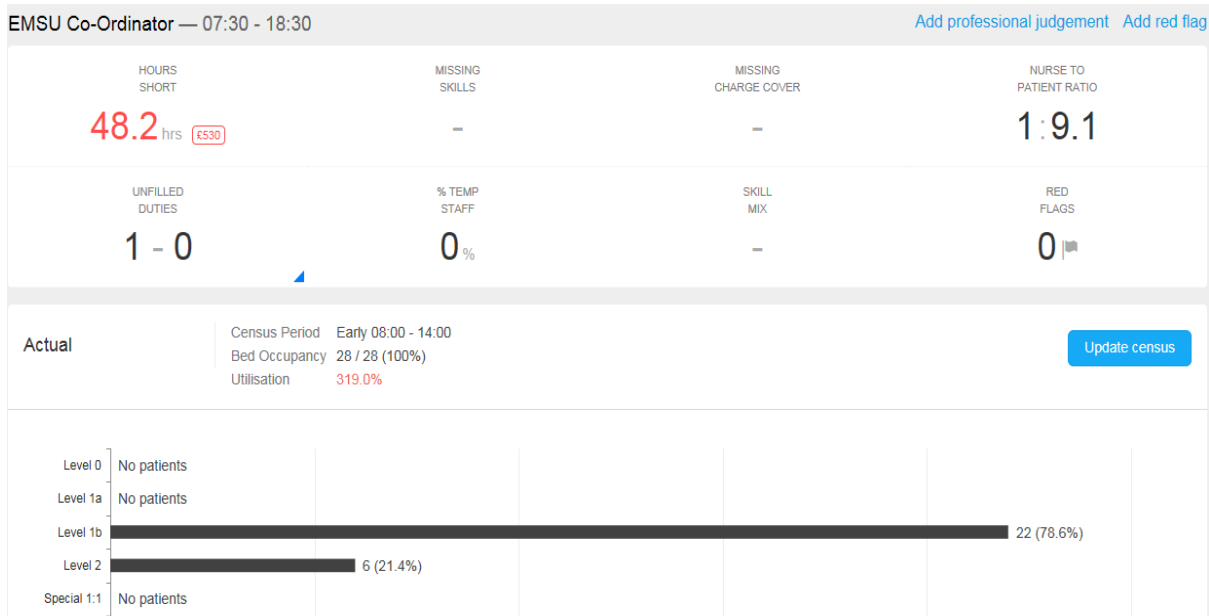 EMSU Co-Ordinator — 07:30 - 18:30
Add professional judgement Add red flag
HOURS SHORT
MISSING SKILLS
MISSING CHARGE COVER
NURSE TO PATIENT RATIO
48.2 hrs £530
-
-
1:9.1
UNFILLED DUTIES
% TEMP STAFF
SKILL MIX
RED FLAGS
1 - 0
0 %
-
0
Actual
Census Period Early 08:00 - 14:00
Bed Occupancy 28 / 28 (100%)
Utilisation 319.0%
Update census
Level 0 No patients
Level 1a No patients
Level 1b 22 (78.6%)
Level 2 6 (21.4%)
Special 1:1 No patients